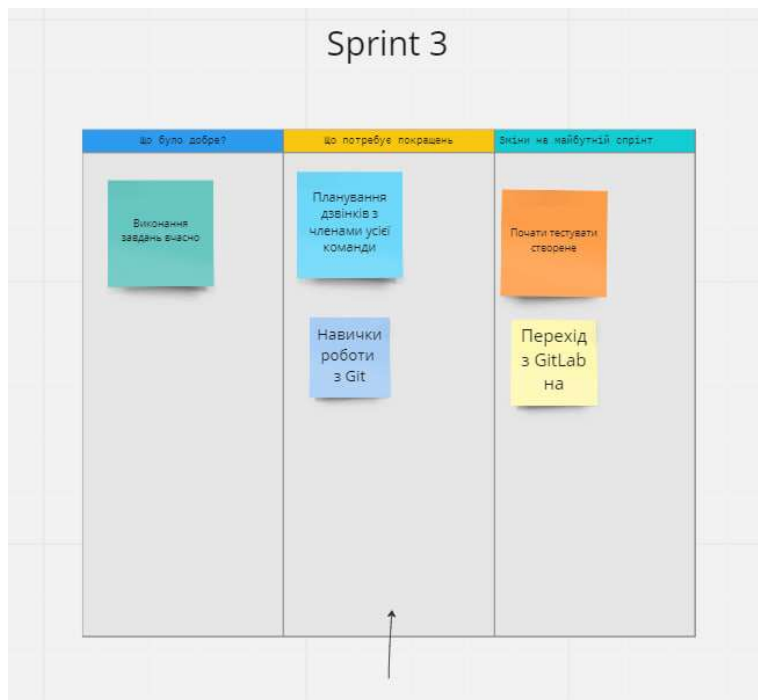 Sprint 3
Що було добре?
Що потребує покращень
Зміни на майбутній спрінт
Виконання
завдань вчасно
Планування
дзвінків з
членами усієї
команди
Навички
роботи
з Git
Почати тестувати
створене
Перехід
з GitLab
на